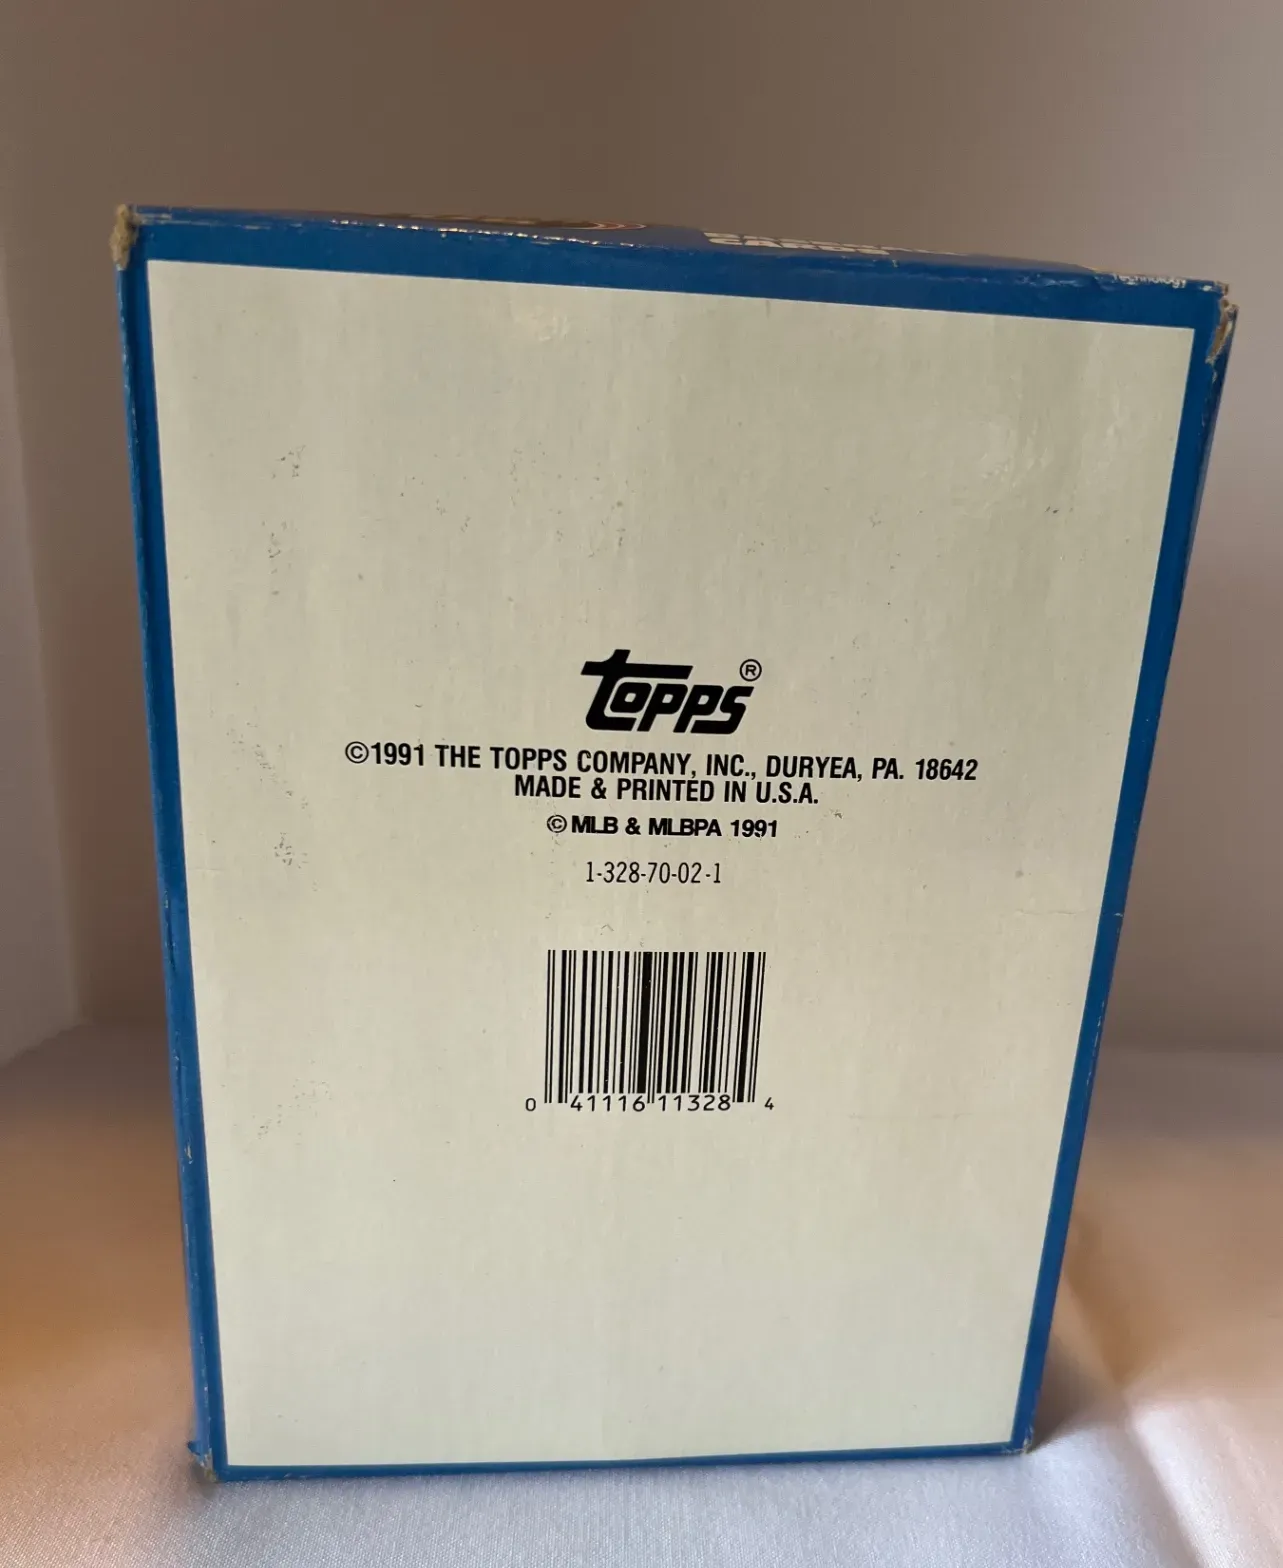 topps®
©1991 THE TOPPS COMPANY, INC., DURYEA, PA. 18642
MADE & PRINTED IN U.S.A.
© MLB & MLBPA 1991
1-328-70-02-1
0 41116 11328 4